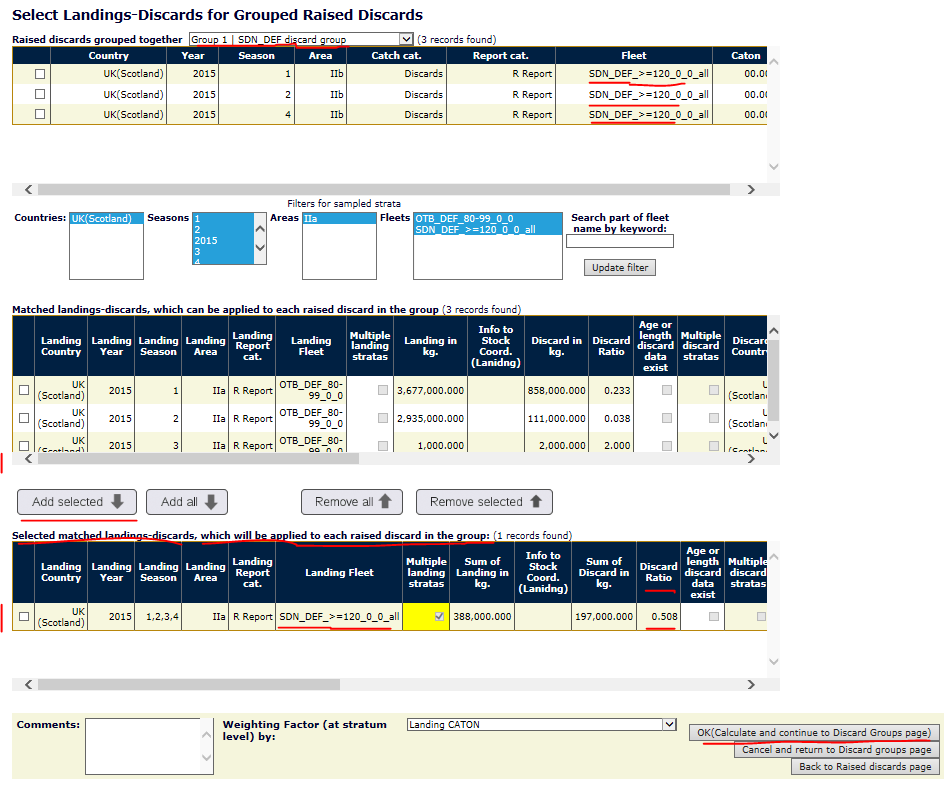 Select Landings-Discards for Grouped Raised Discards
Raised discards grouped together Group 1 | SDN_DEF discard group (3 records found)
Country Year Season Area Catch cat. Report cat. Fleet Caton
UK(Scotland) 2015 1 IIb Discards R Report SDN_DEF_>=120_0_0_all 00.00
UK(Scotland) 2015 2 IIb Discards R Report SDN_DEF_>=120_0_0_all 00.00
UK(Scotland) 2015 4 IIb Discards R Report SDN_DEF_>=120_0_0_all 00.00
Filters for sampled strata
Countries: UK(Scotland) Seasons 1 Areas IIa Fleets OTB_DEF_80-99_0_0 Search part of fleet
2 SDN_DEF_>=120_0_0_all name by keyword:
2015
3
4
Update filter
Matched landings-discards, which can be applied to each raised discard in the group (3 records found)
Landing Country Landing Year Landing Season Landing Area Landing Report cat. Landing Fleet Multiple landing stratas Landing in kg. Info to Stock Coord. (Lanidng) Discard in kg. Discard Ratio Age or length discard data exist Multiple discard stratas Discard Country
UK (Scotland) 2015 1 IIa R Report OTB_DEF_80-99_0_0 3,677,000.000 858,000.000 0.233 U (Scotlan
UK (Scotland) 2015 2 IIa R Report OTB_DEF_80-99_0_0 2,935,000.000 111,000.000 0.038 U (Scotlan
UK (Scotland) 2015 3 IIa R Report OTB_DEF_80-99_0_0 1,000.000 2,000.000 2.000 U (Scotlan
Add selected Add all Remove all Remove selected
Selected matched landings-discards, which will be applied to each raised discard in the group: (1 records found)
Landing Country Landing Year Landing Season Landing Area Landing Report cat. Landing Fleet Multiple landing stratas Sum of Landing in kg. Info to Stock Coord. (Lanidng) Sum of Discard in kg. Discard Ratio Age or length discard data exist Multiple discard stratas
UK (Scotland) 2015 1,2,3,4 IIa R Report SDN_DEF_>=120_0_0_all 388,000.000 197,000.000 0.508
Comments: Weighting Factor (at stratum level) by: Landing CATON
OK(Calculate and continue to Discard Groups page)
Cancel and return to Discard groups page
Back to Raised discards page